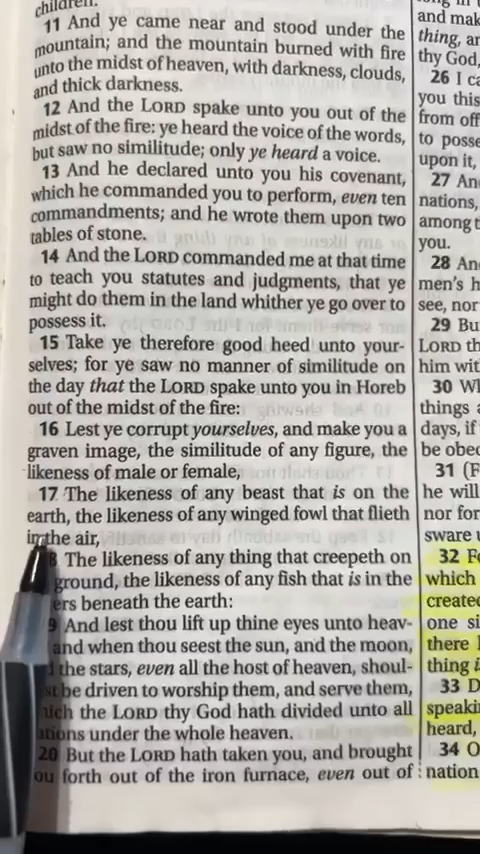 children.
11 And ye came near and stood under the
mountain; and the mountain burned with fire
unto the midst of heaven, with darkness, clouds,
and thick darkness.
12 And the LORD spake unto you out of the
midst of the fire: ye heard the voice of the words,
but saw no similitude; only ye heard a voice.
13 And he declared unto you his covenant,
which he commanded you to perform, even ten
commandments; and he wrote them upon two
tables of stone.
14 And the LORD commanded me at that time
to teach you statutes and judgments, that ye
might do them in the land whither ye go over to
possess it.
15 Take ye therefore good heed unto your-
selves; for ye saw no manner of similitude on
the day that the LORD spake unto you in Horeb
out of the midst of the fire:
16 Lest ye corrupt yourselves, and make you a
graven image, the similitude of any figure, the
likeness of male or female,
17 The likeness of any beast that is on the
earth, the likeness of any winged fowl that flieth
in the air,
The likeness of any thing that creepeth on
ground, the likeness of any fish that is in the
beneath the earth:
And lest thou lift up thine eyes unto heav-
and when thou seest the sun, and the moon,
the stars, even all the host of heaven, shoul-
be driven to worship them, and serve them,
the LORD thy God hath divided unto all
under the whole heaven.
20 But the LORD hath taken you, and brought
forth out of the iron furnace, even out of
and mak
thing, an
thy God,
26 I ca
you this
from off
to posse
upon it,
27 An
nations,
among t
you.
28 An
men's h
see, nor
29 Bu
LORD th
him wit
30 W
things
days, if
be obe
31 (F
he will
nor for
sware
32 Fo
which
create
one si
there
thing i
33 D
speaki
heard,
34 O
nation